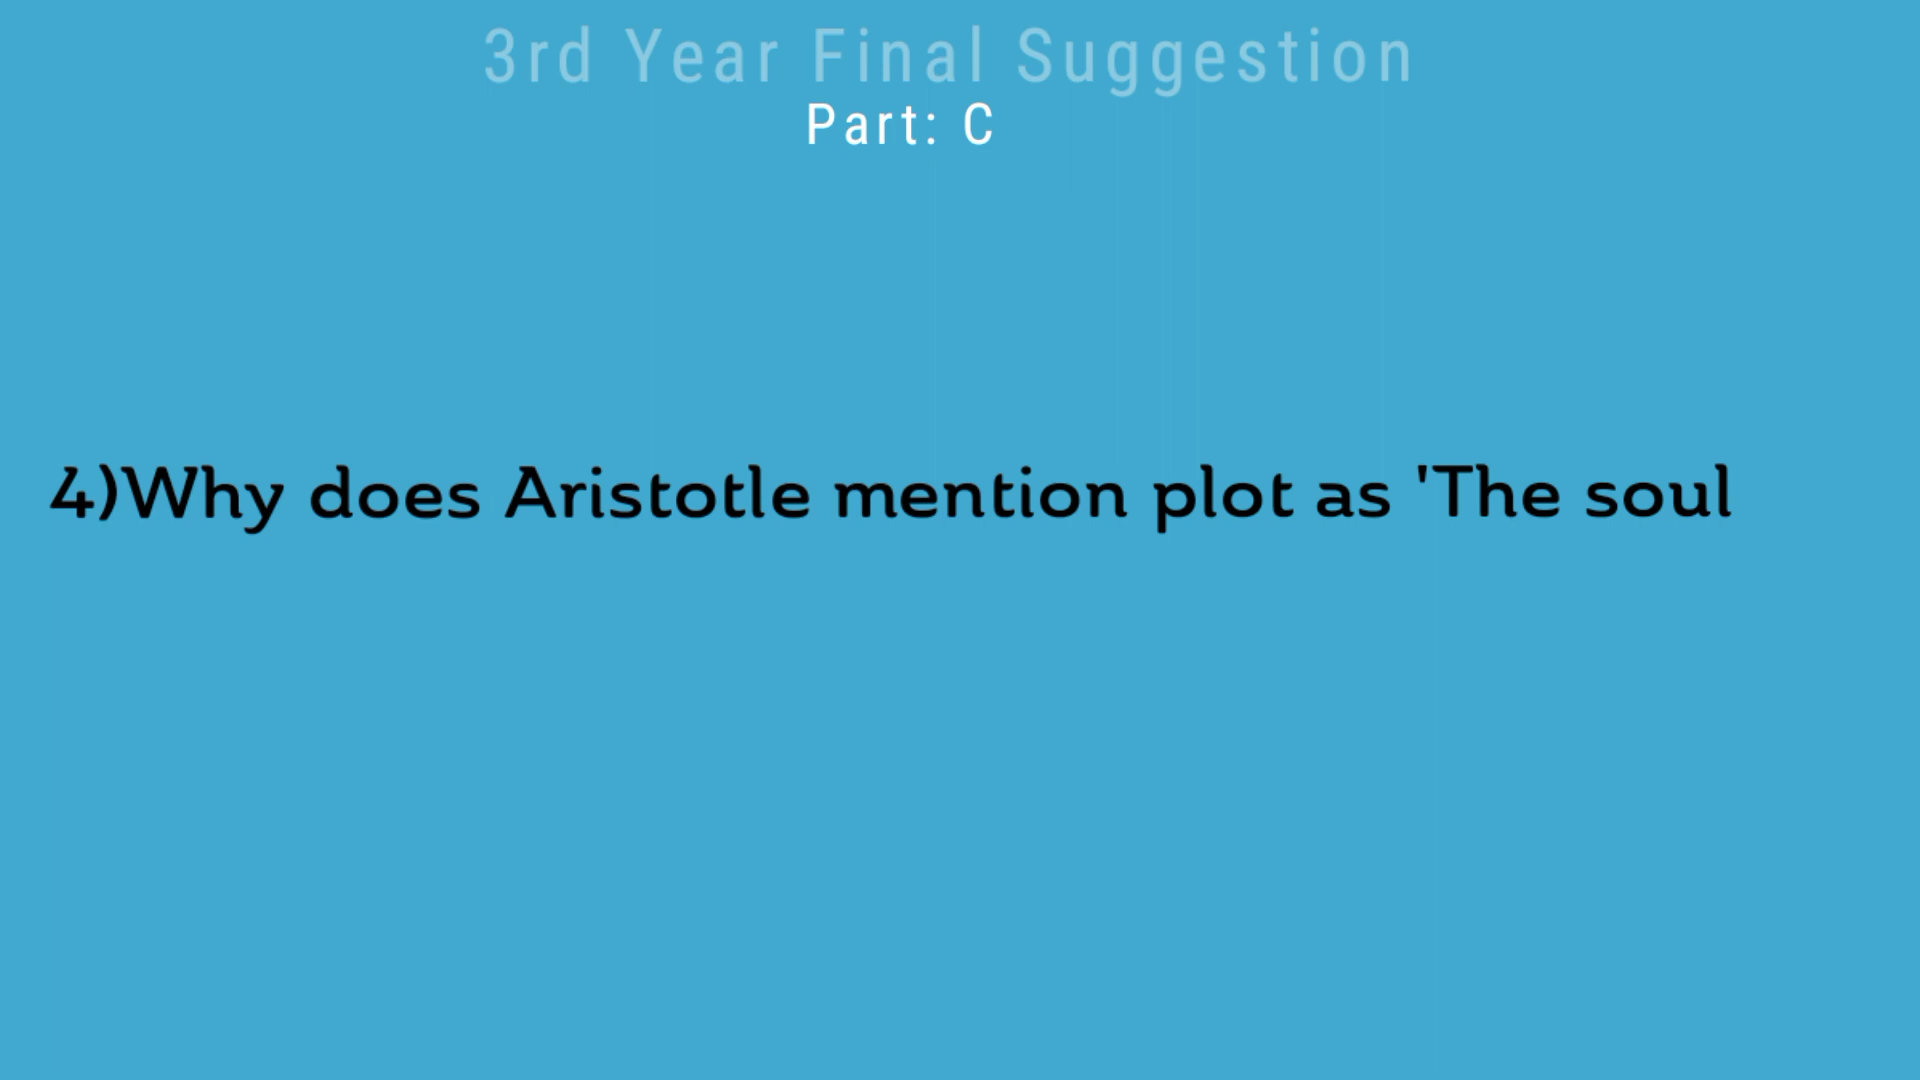 3rd Year Final Suggestion
Part: C
4)Why does Aristotle mention plot as 'The soul